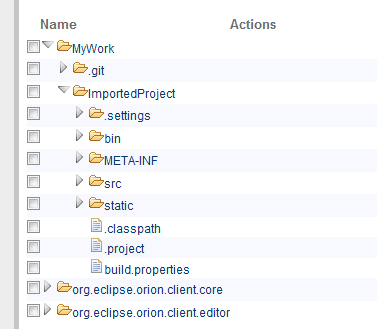 Name Actions
MyWork
.git
ImportedProject
.settings
bin
META-INF
src
static
.classpath
.project
build.properties
org.eclipse.orion.client.core
org.eclipse.orion.client.editor